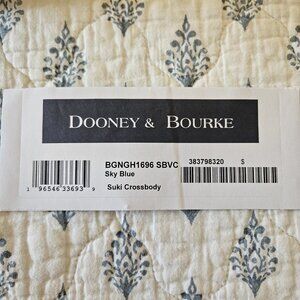 DOONEY & BOURKE
BGNGH1696 SBVC
383798320 S
Sky Blue
1 96546 33693 9
Suki Crossbody